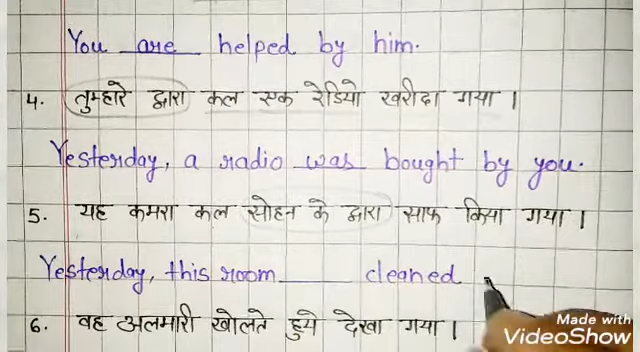 You are helped by him.
4. तुम्हारे द्वारा कल एक रेडियो खरीदा गया ।
Yesterday, a radio was bought by you.
5. यह कमरा कल सोहन के द्वारा साफ किया गया ।
Yesterday, this room ______ cleaned
6. वह अलमारी खोलते हुये देखा गया ।
Made with
VideoShow